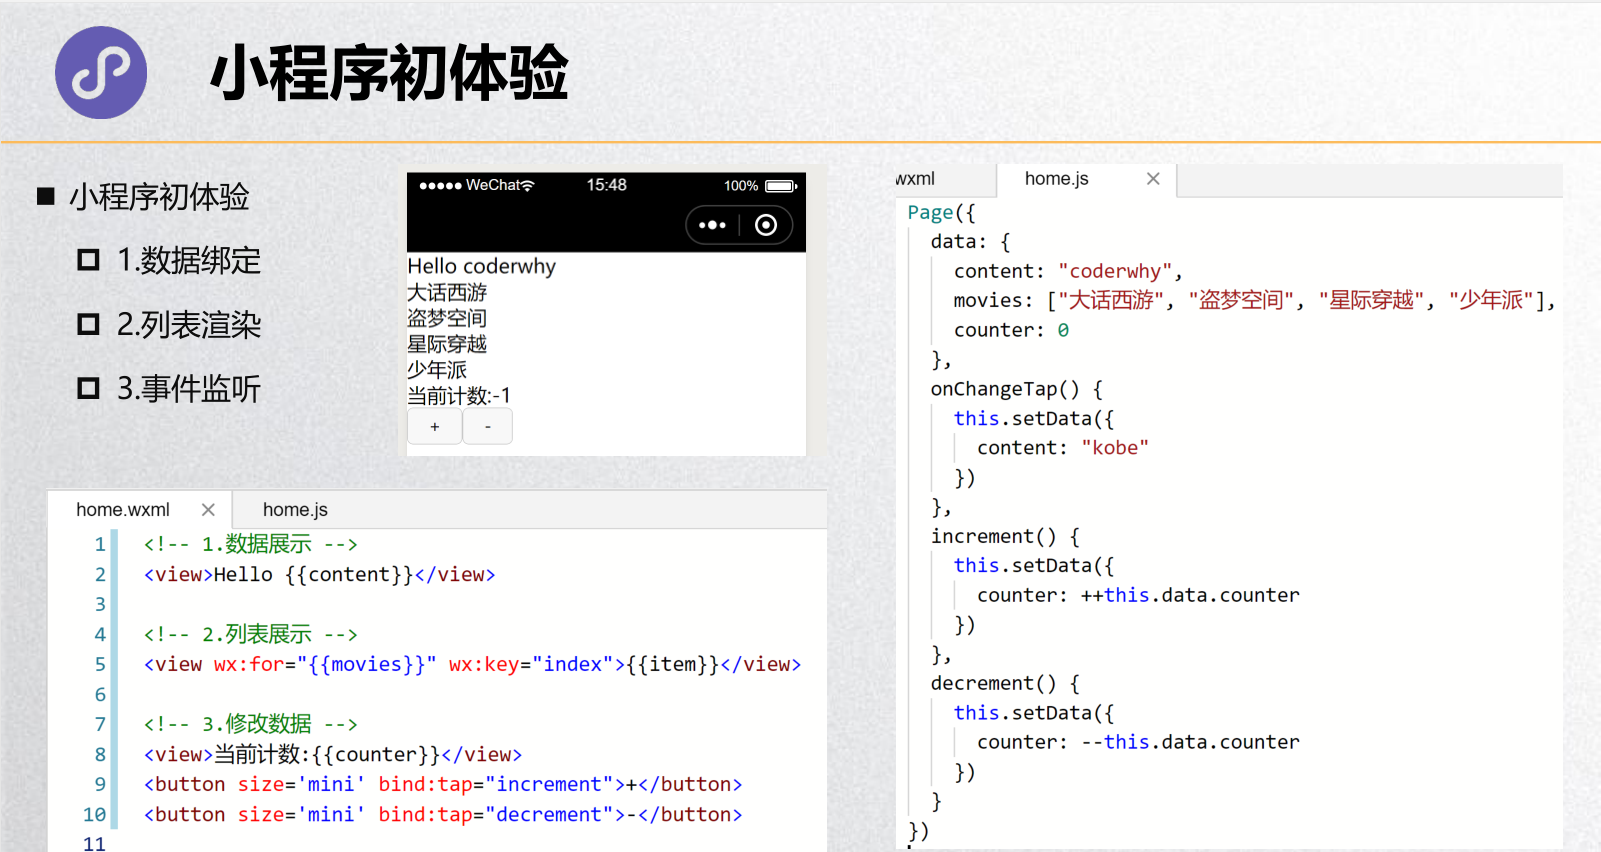 小程序初体验
小程序初体验
1.数据绑定
2.列表渲染
3.事件监听
WeChat 15:48 100%
Hello coderwhy
大话西游
盗梦空间
星际穿越
少年派
当前计数:-1
+ -
home.wxml home.js
1 <!-- 1.数据展示 -->
2 <view>Hello {{content}}</view>
3
4 <!-- 2.列表展示 -->
5 <view wx:for="{{movies}}" wx:key="index">{{item}}</view>
6
7 <!-- 3.修改数据 -->
8 <view>当前计数:{{counter}}</view>
9 <button size='mini' bind:tap="increment">+</button>
10 <button size='mini' bind:tap="decrement">-</button>
11
wxml home.js
Page({
data: {
content: "coderwhy",
movies: ["大话西游", "盗梦空间", "星际穿越", "少年派"],
counter: 0
},
onChangeTap() {
this.setData({
content: "kobe"
})
},
increment() {
this.setData({
counter: ++this.data.counter
})
},
decrement() {
this.setData({
counter: --this.data.counter
})
}
})